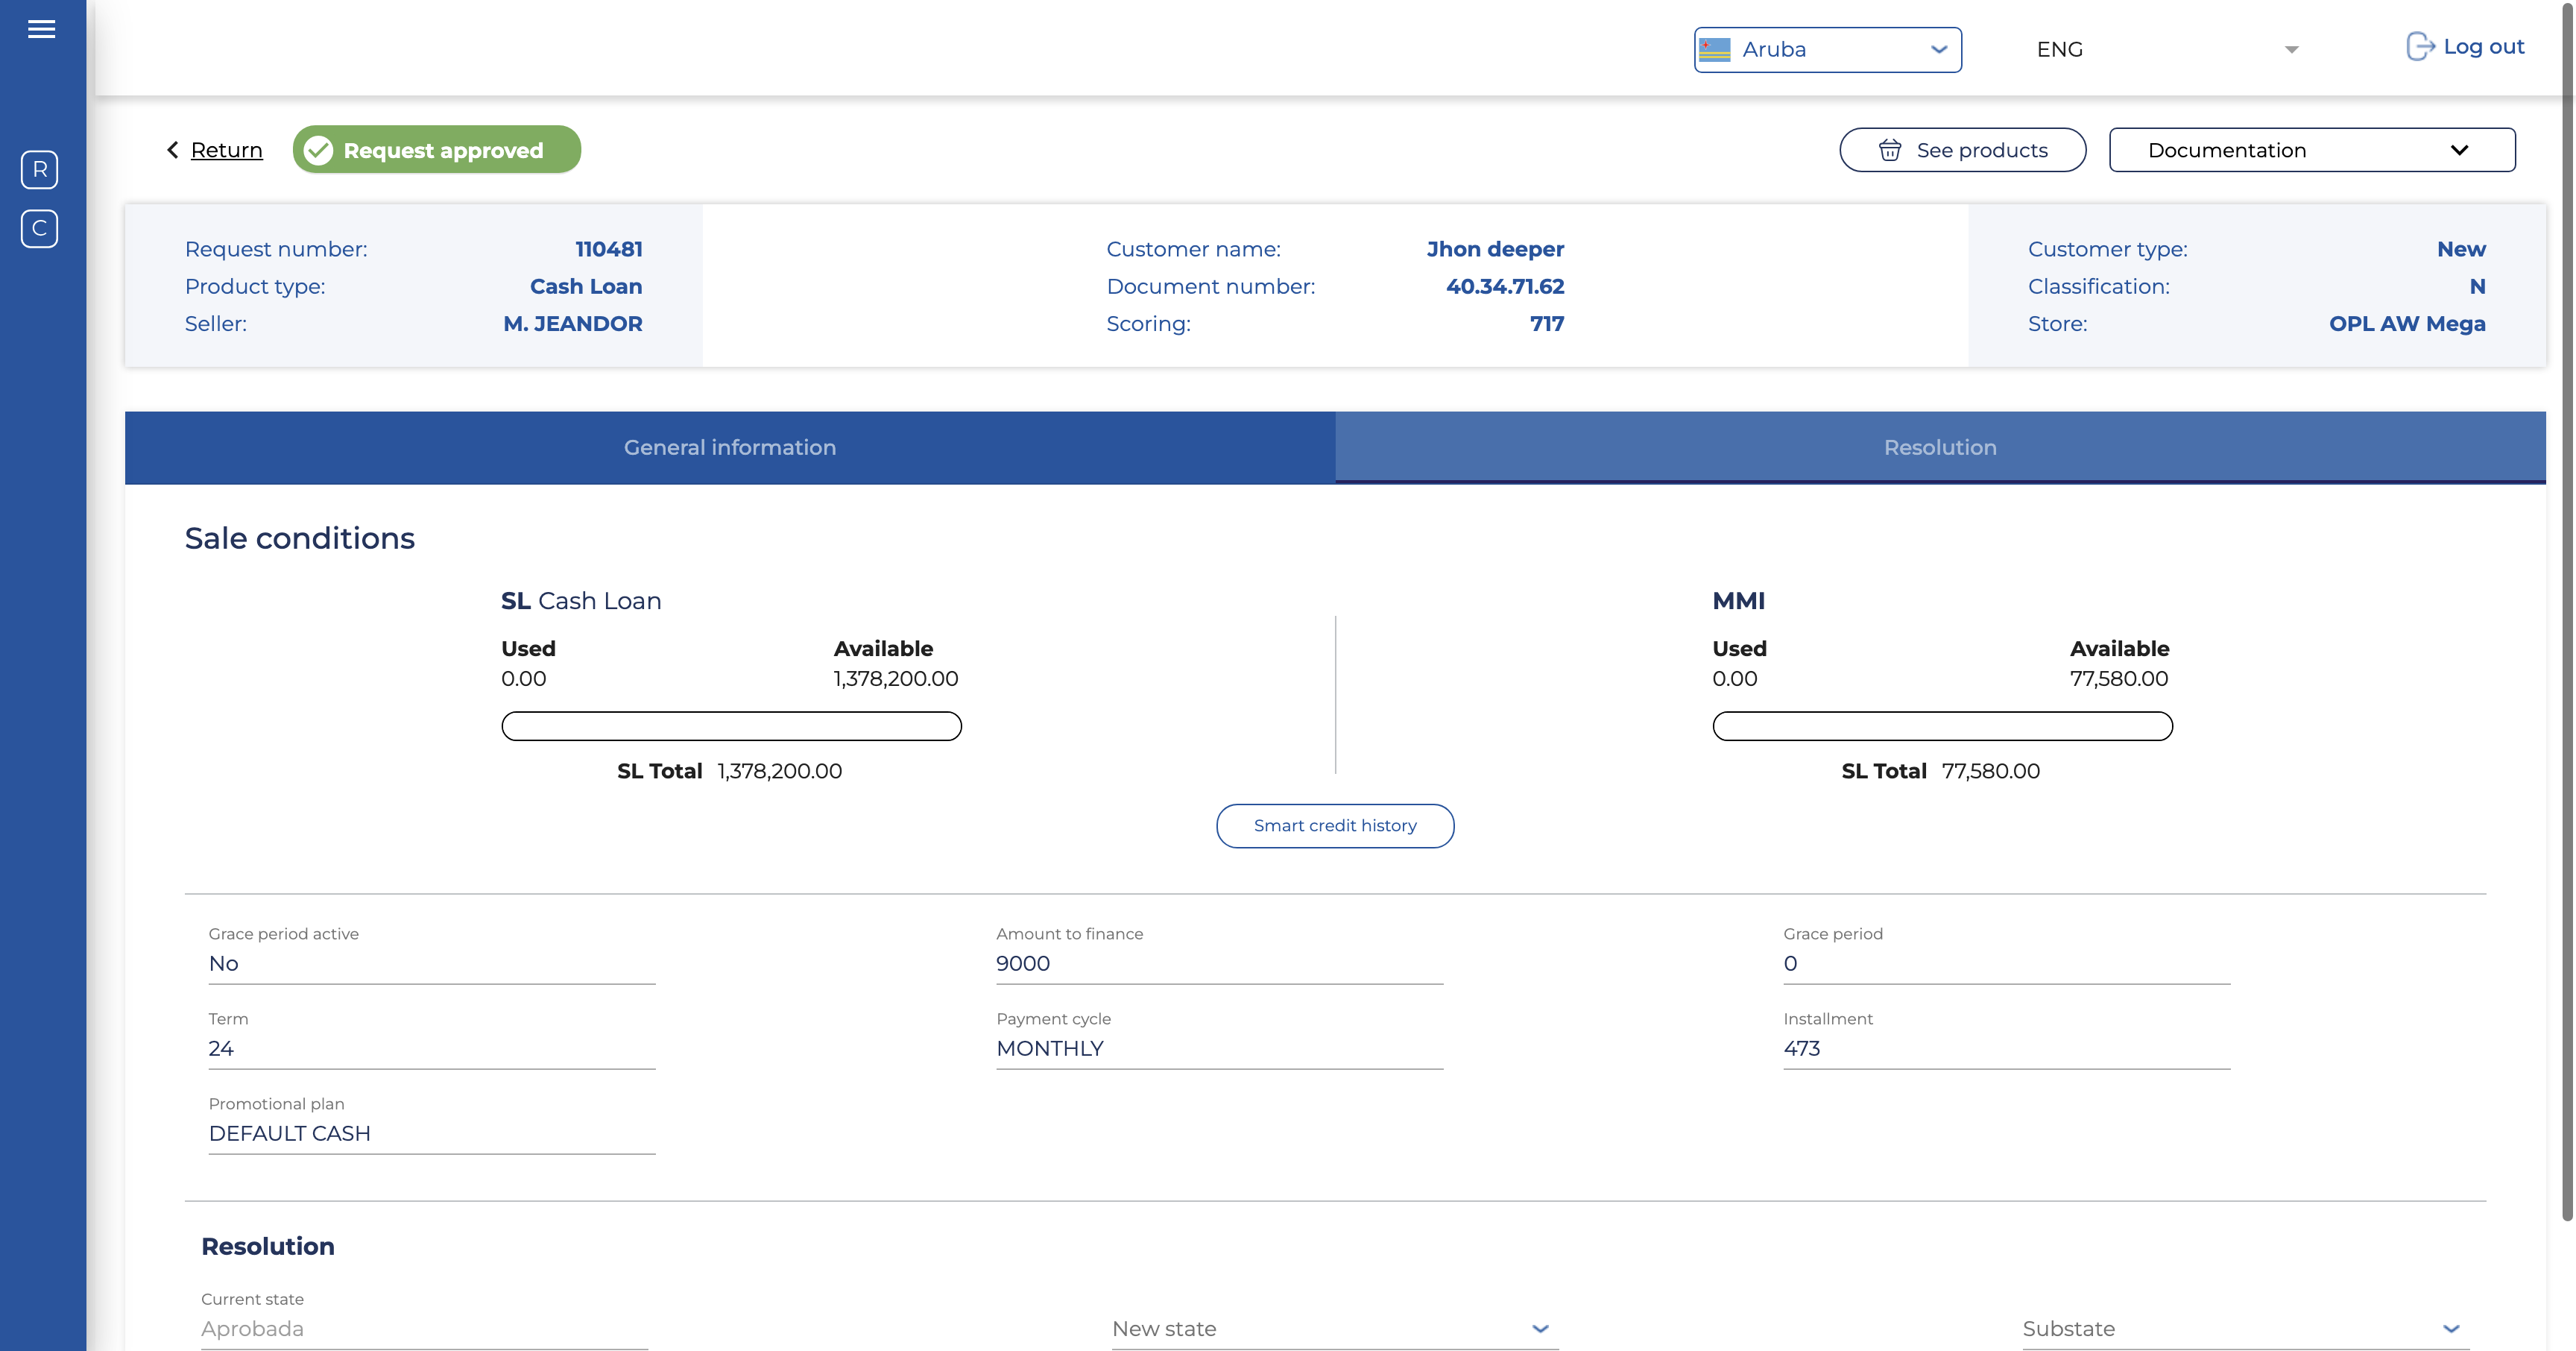 Aruba
ENG
Log out
R
C
Return
Request approved
See products
Documentation
Request number: 110481
Product type: Cash Loan
Seller: M. JEANDOR
Customer name: Jhon deeper
Document number: 40.34.71.62
Scoring: 717
Customer type: New
Classification: N
Store: OPL AW Mega
General information
Resolution
Sale conditions
SL Cash Loan
Used Available
0.00 1,378,200.00
SL Total 1,378,200.00
MMI
Used Available
0.00 77,580.00
SL Total 77,580.00
Smart credit history
Grace period active
No
Amount to finance
9000
Grace period
0
Term
24
Payment cycle
MONTHLY
Installment
473
Promotional plan
DEFAULT CASH
Resolution
Current state
Aprobada
New state
Substate